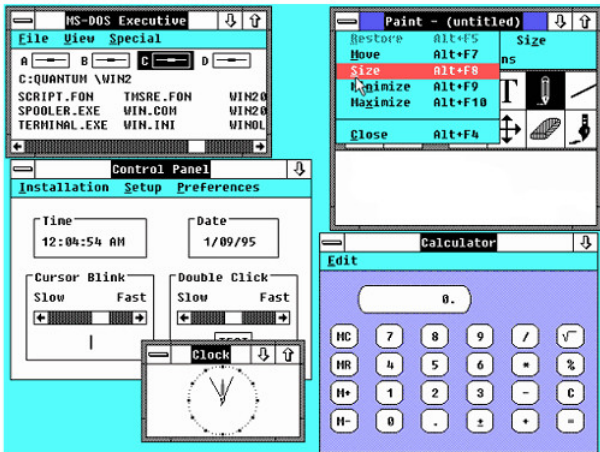 MS-DOS Executive
File View Special
A B C D
C:QUANTUM \WIN2
SCRIPT.FON TMSRE.FON WIN20
SPOOLER.EXE WIN.COM WIN20
TERMINAL.EXE WIN.INI WINOL
Paint - (untitled)
Restore Alt+F5
Move Alt+F7
Size Alt+F8
Minimize Alt+F9
Maximize Alt+F10
Close Alt+F4
Size
ns
T
Control Panel
Installation Setup Preferences
Time
12:04:54 AM
Date
1/09/95
Cursor Blink
Slow Fast
Double Click
Slow Fast
TEST
Clock
Calculator
Edit
0.
MC 7 8 9 / √
MR 4 5 6 * %
M+ 1 2 3 - C
M- 0 . ± + =